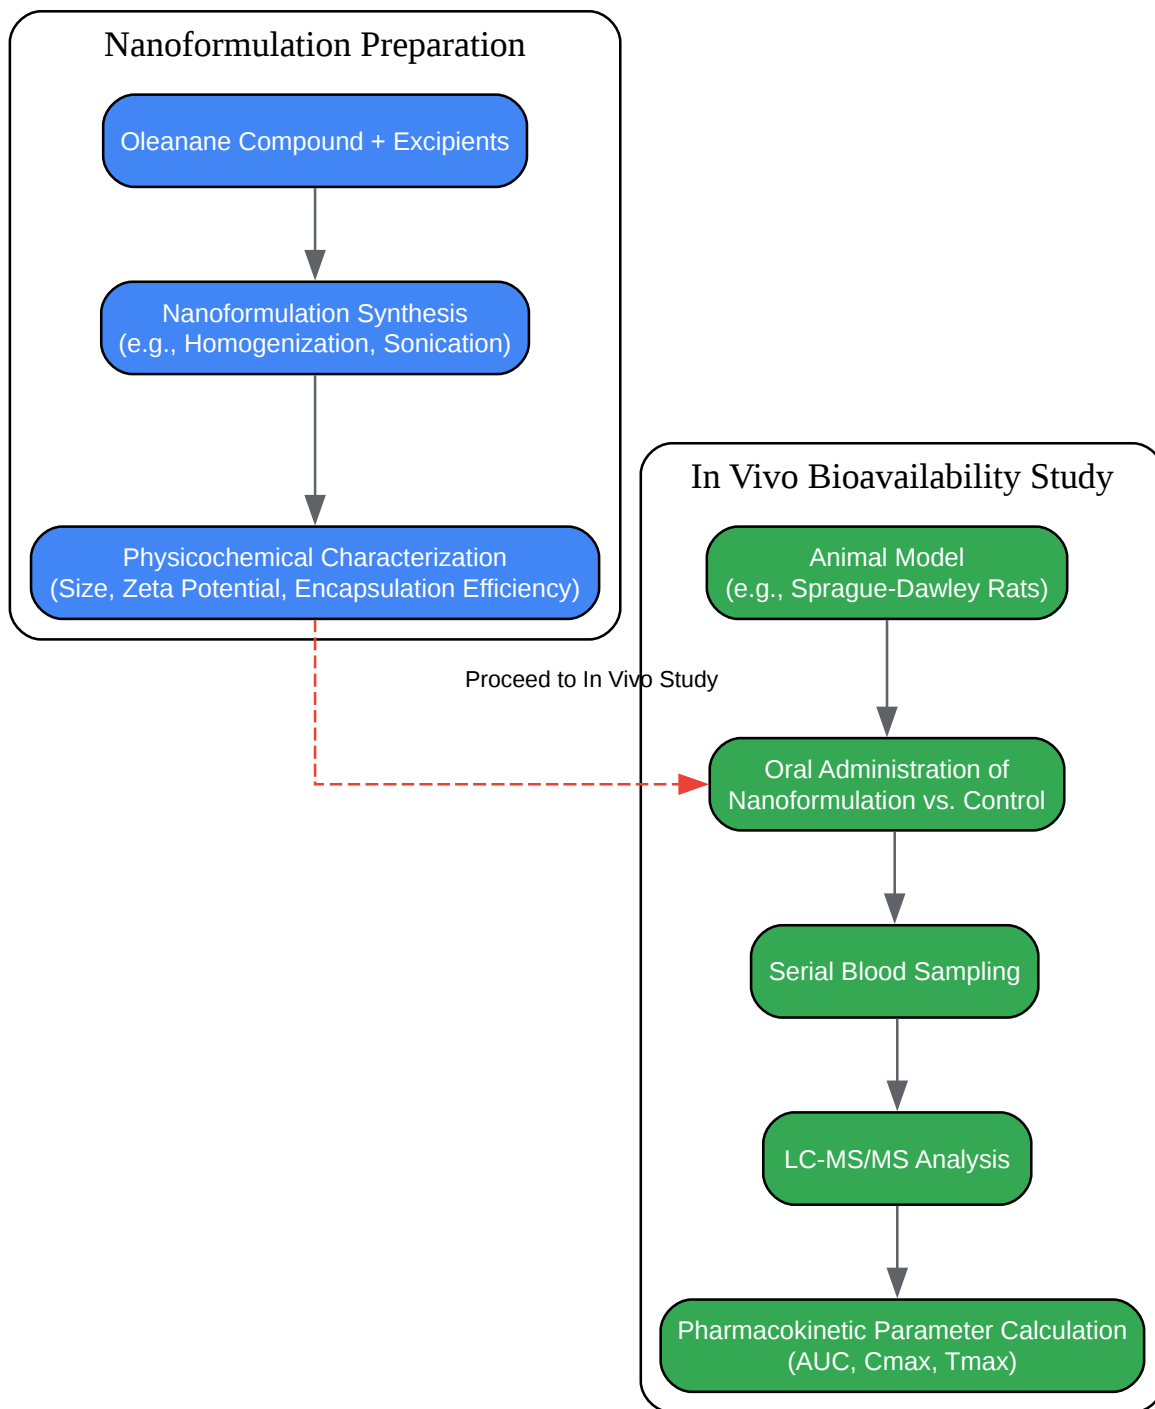 Nanoformulation Preparation
Oleanane Compound + Excipients
Nanoformulation Synthesis
(e.g., Homogenization, Sonication)
Physicochemical Characterization
(Size, Zeta Potential, Encapsulation Efficiency)
Proceed to In Vivo Study
In Vivo Bioavailability Study
Animal Model
(e.g., Sprague-Dawley Rats)
Oral Administration of
Nanoformulation vs. Control
Serial Blood Sampling
LC-MS/MS Analysis
Pharmacokinetic Parameter Calculation
(AUC, Cmax, Tmax)